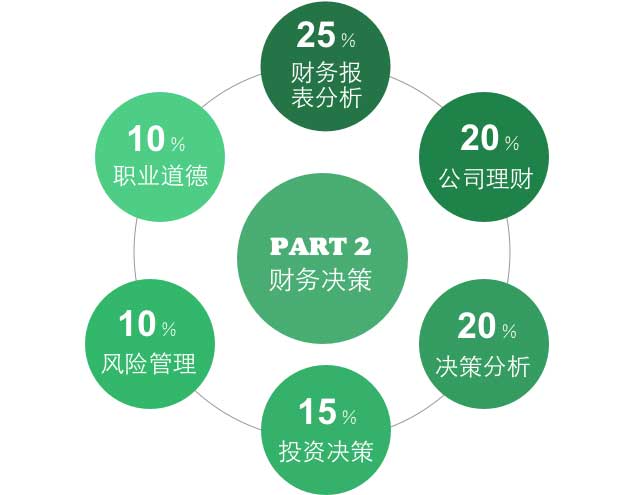 25 %
财务报
表分析
20 %
公司理财
20 %
决策分析
15 %
投资决策
10 %
风险管理
10 %
职业道德
PART 2
财务决策